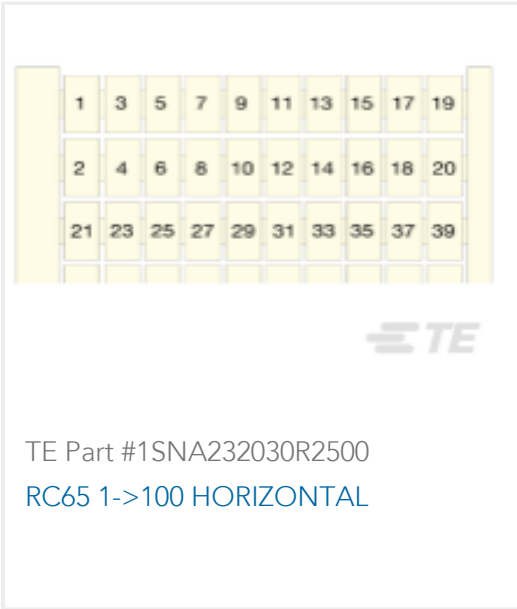 1 3 5 7 9 11 13 15 17 19
2 4 6 8 10 12 14 16 18 20
21 23 25 27 29 31 33 35 37 39
TE
TE Part #1SNA232030R2500
RC65 1->100 HORIZONTAL